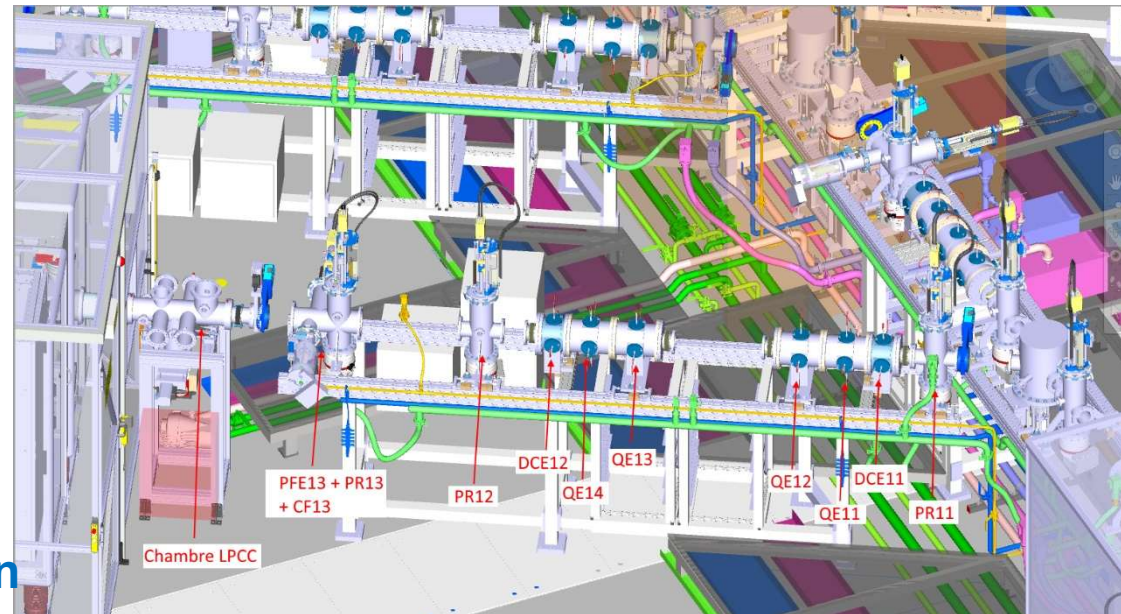 QE13
DCE12
QE12
DCE11
PFE13 + PR13
+ CF13
PR12
QE14
QE11
PR11
Chambre LPCC
n